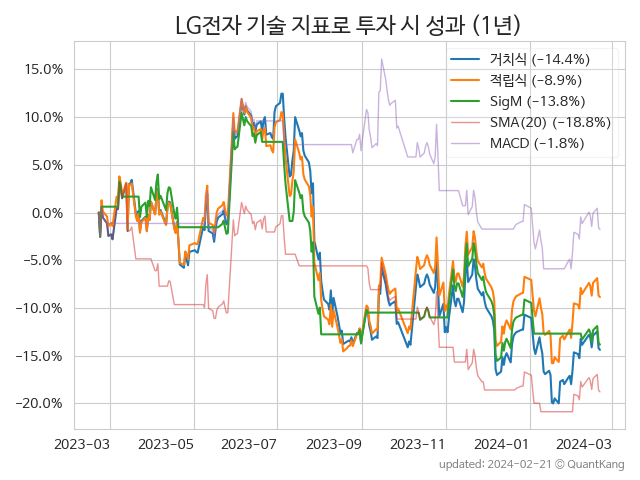 LG전자 기술 지표로 투자 시 성과 (1년)
15.0%
10.0%
5.0%
0.0%
−5.0%
−10.0%
−15.0%
−20.0%
거치식 (−14.4%)
적립식 (−8.9%)
SigM (−13.8%)
SMA(20) (−18.8%)
MACD (−1.8%)
2023-03 2023-05 2023-07 2023-09 2023-11 2024-01 2024-03
updated: 2024-02-21 © QuantKang